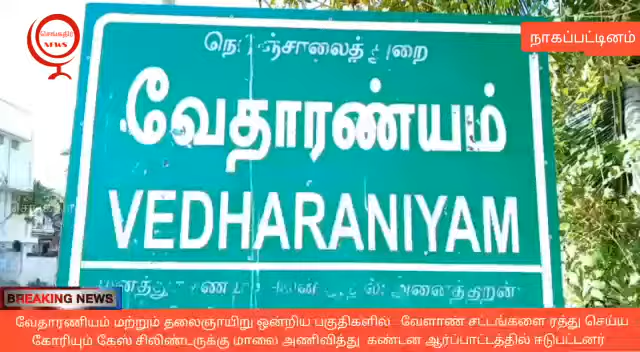 செங்கதிர்
NEWS
நாகப்பட்டினம்
வேதாரண்யம்
VEDHARANIYAM
BREAKING NEWS
வேதாரணியம் மற்றும் தலைஞாயிறு ஒன்றிய பகுதிகளில் வேளாண் சட்டங்களை ரத்து செய்ய
கோரியும் கேஸ் சிலிண்டருக்கு மாலை அணிவித்து கண்டன ஆர்ப்பாட்டத்தில் ஈடுபட்டனர்